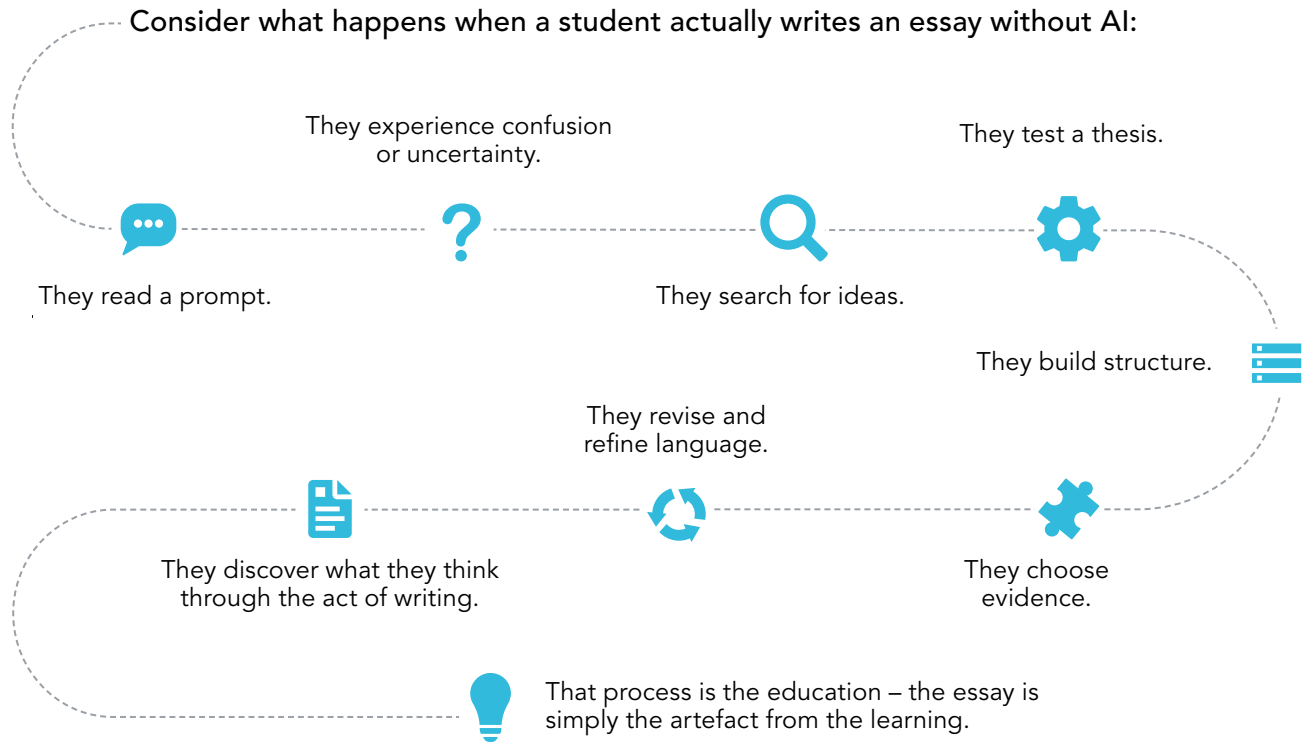 Consider what happens when a student actually writes an essay without AI:
They read a prompt.
They experience confusion
or uncertainty.
They search for ideas.
They test a thesis.
They build structure.
They choose
evidence.
They revise and
refine language.
They discover what they think
through the act of writing.
That process is the education – the essay is
simply the artefact from the learning.